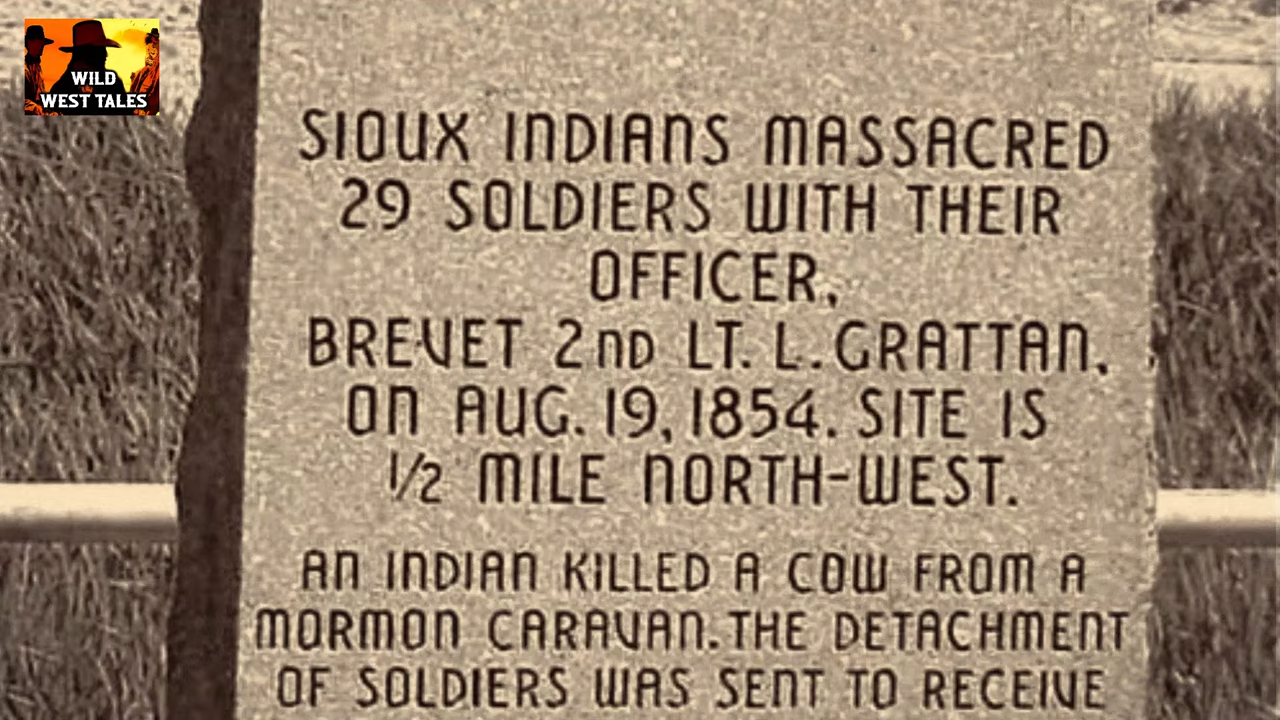 WILD
WEST TALES
SIOUX INDIANS MASSACRED
29 SOLDIERS WITH THEIR
OFFICER,
BREVET 2nd LT. L. GRATTAN,
ON AUG. 19, 1854. SITE IS
1/2 MILE NORTH-WEST.
AN INDIAN KILLED A COW FROM A
MORMON CARAVAN. THE DETACHMENT
OF SOLDIERS WAS SENT TO RECEIVE